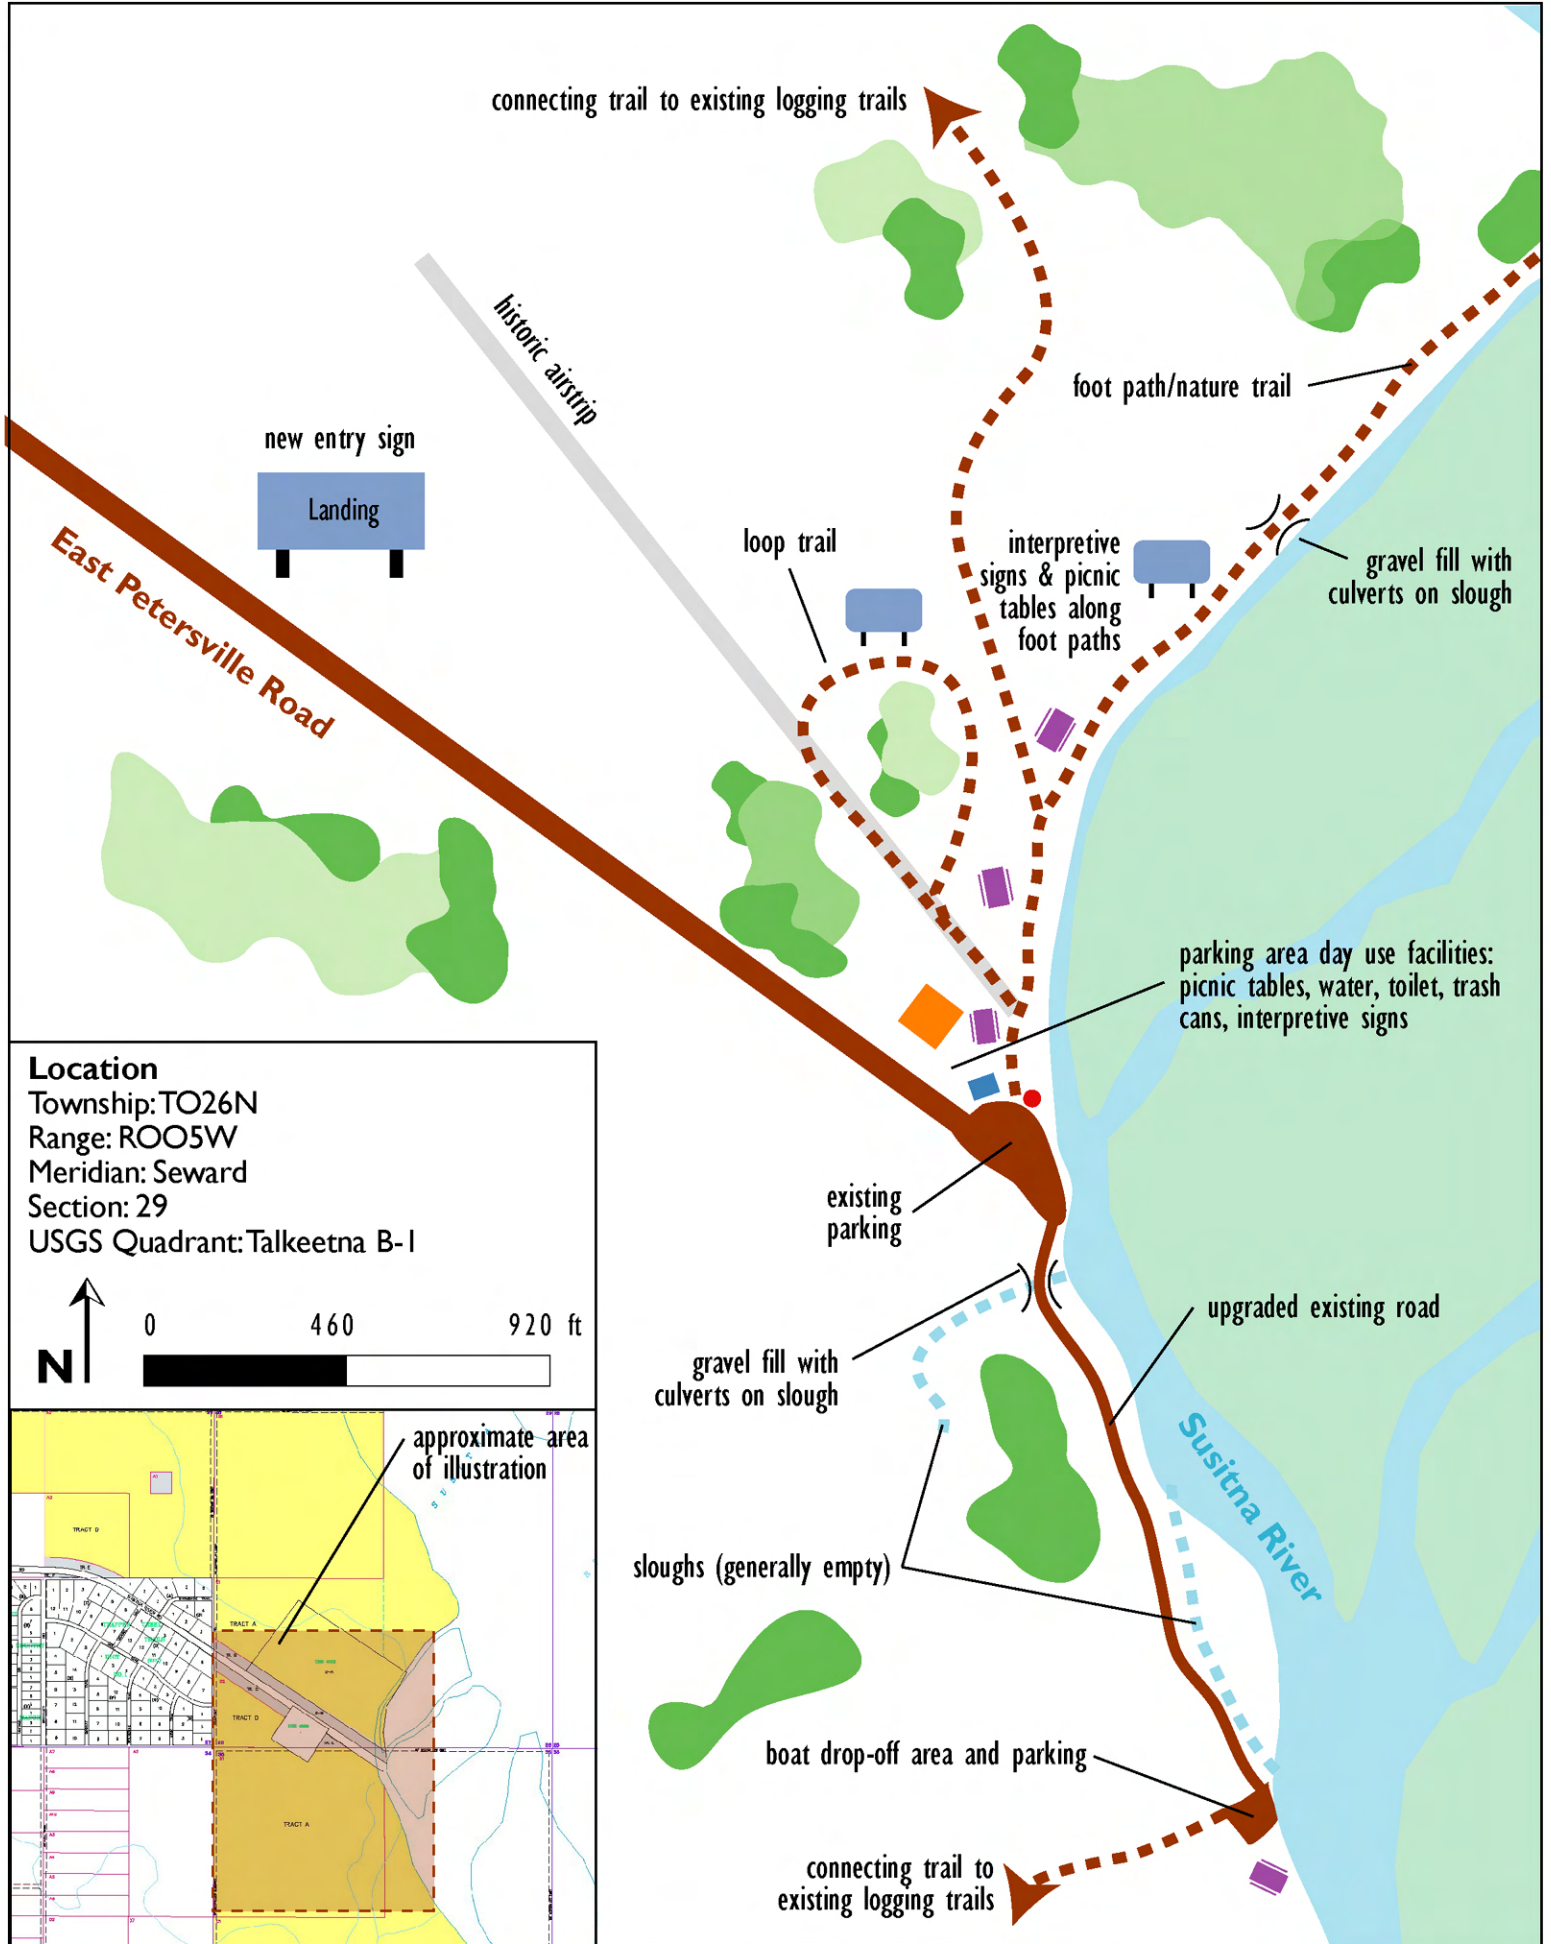 connecting trail to existing logging trails
historic airstrip
foot path/nature trail
new entry sign
Landing
East Petersville Road
loop trail
interpretive
signs & picnic
tables along
foot paths
gravel fill with
culverts on slough
parking area day use facilities:
picnic tables, water, toilet, trash
cans, interpretive signs
Location
Township: TO26N
Range: ROO5W
Meridian: Seward
Section: 29
USGS Quadrant: Talkeetna B-1
N
0 460 920 ft
existing
parking
upgraded existing road
gravel fill with
culverts on slough
Susitna River
sloughs (generally empty)
boat drop-off area and parking
connecting trail to
existing logging trails
approximate area
of illustration
TRACT D
TRACT A
TRACT D
TRACT A